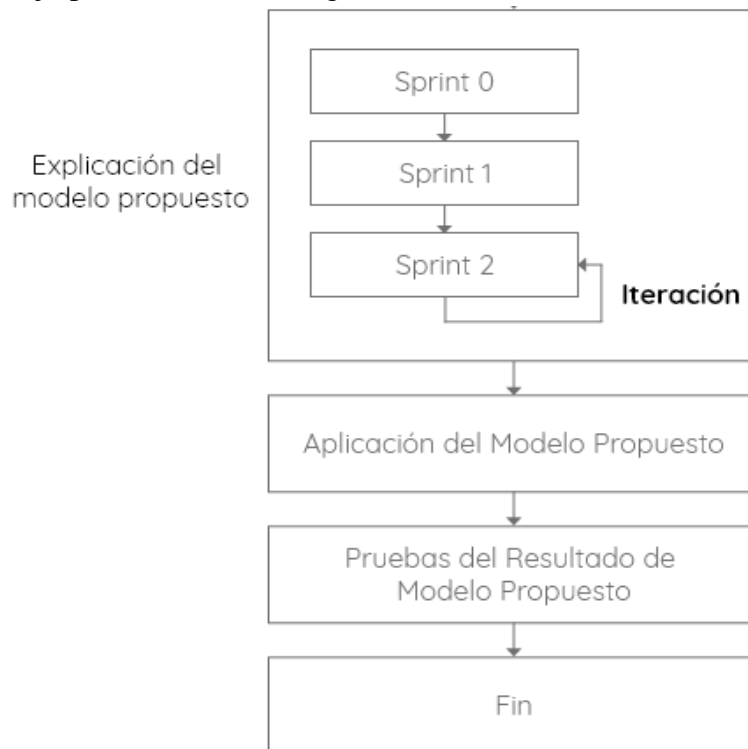 Sprint 0
Explicación del
modelo propuesto
Sprint 1
Sprint 2
Iteración
Aplicación del Modelo Propuesto
Pruebas del Resultado de
Modelo Propuesto
Fin